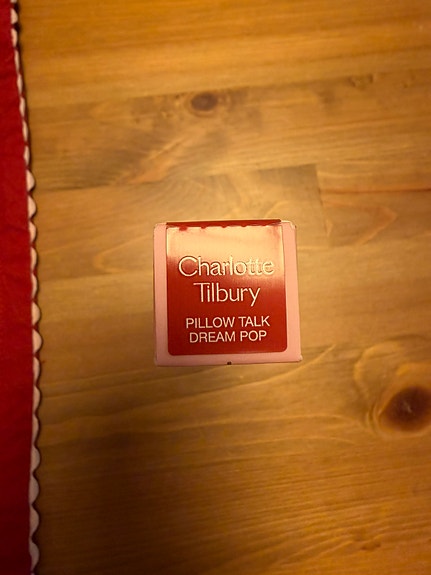 Charlotte
Tilbury
PILLOW TALK
DREAM POP